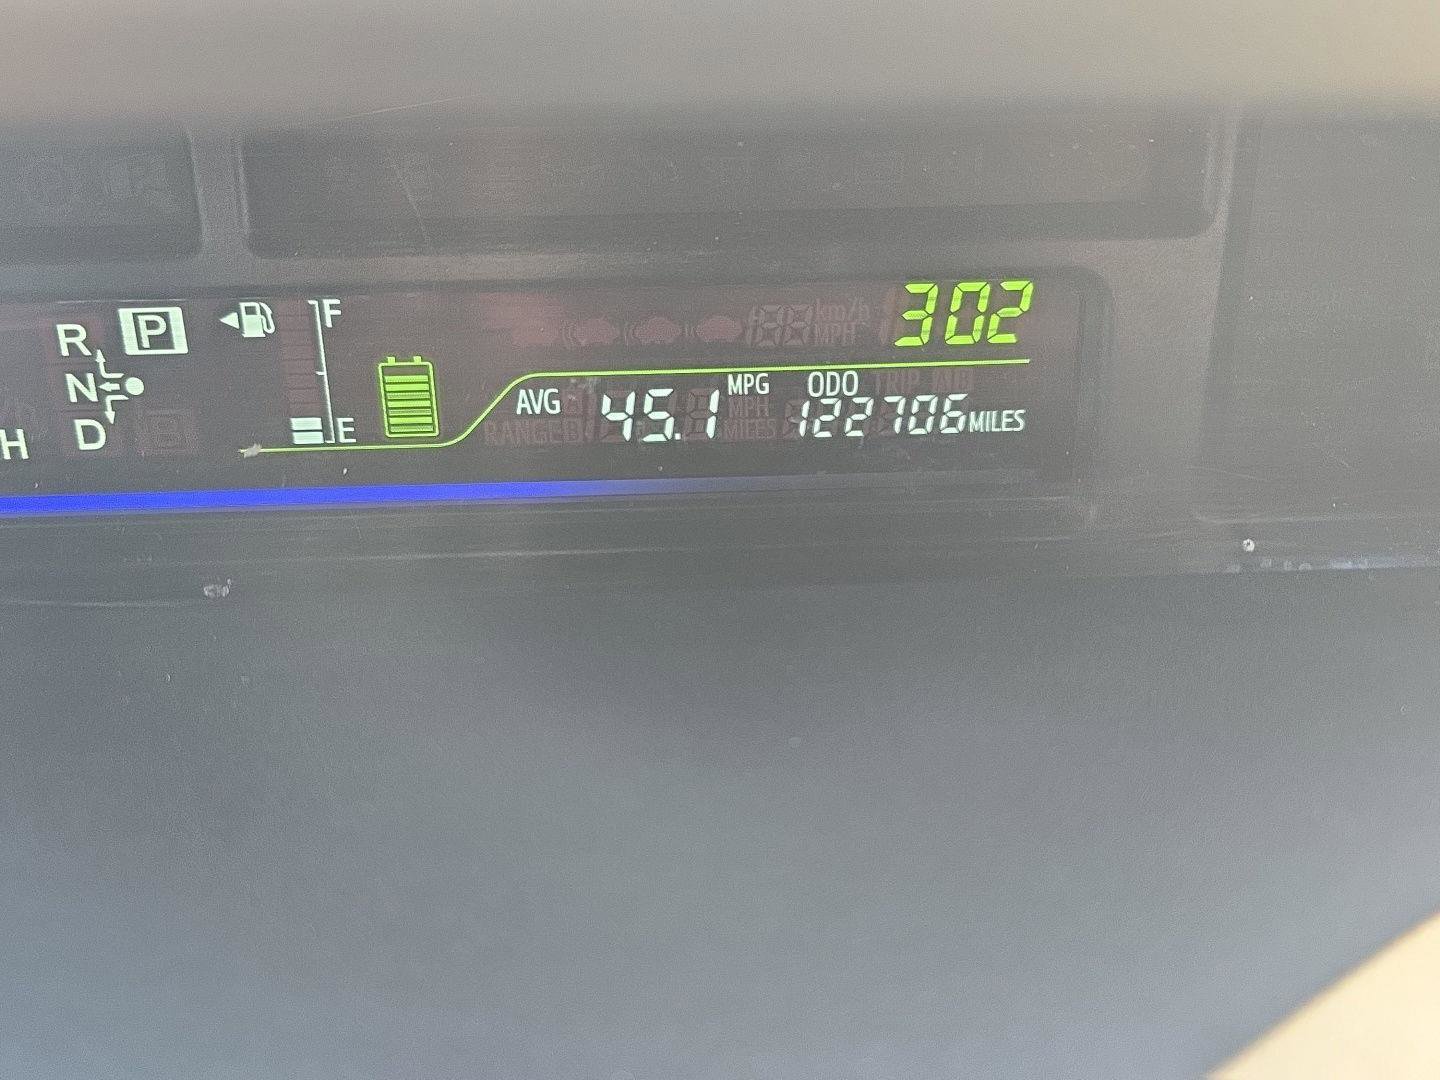 302
R P F
N
AVG 45.1 MPG ODO 122706 MILES
H D E